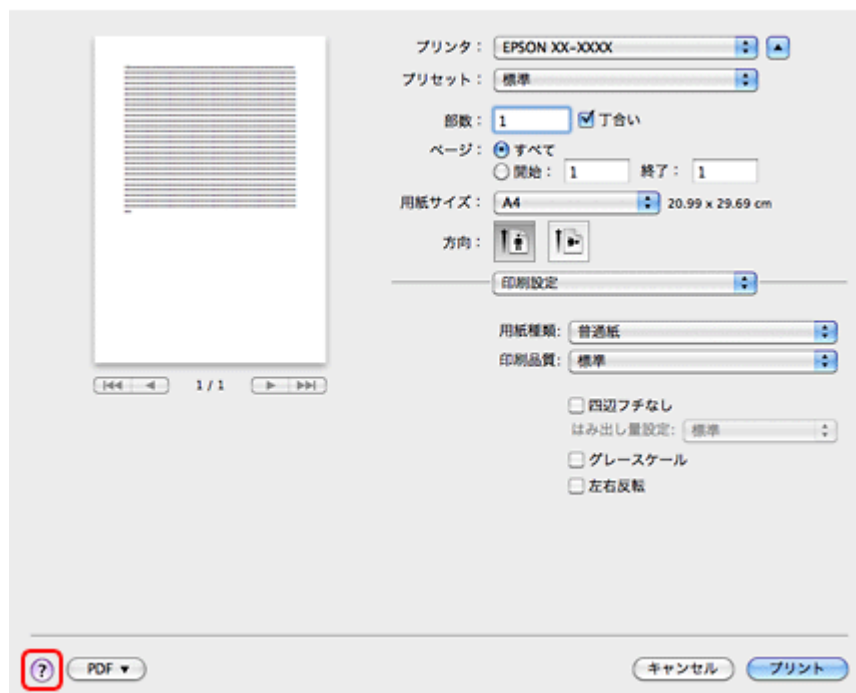 プリンタ： EPSON XX-XXXX
プリセット： 標準
部数： 1 丁合い
ページ： すべて
開始： 1 終了： 1
用紙サイズ： A4 20.99 x 29.69 cm
方向：
印刷設定
用紙種類: 普通紙
印刷品質: 標準
四辺フチなし
はみ出し量設定: 標準
グレースケール
左右反転
1 / 1
? PDF ▼ キャンセル プリント